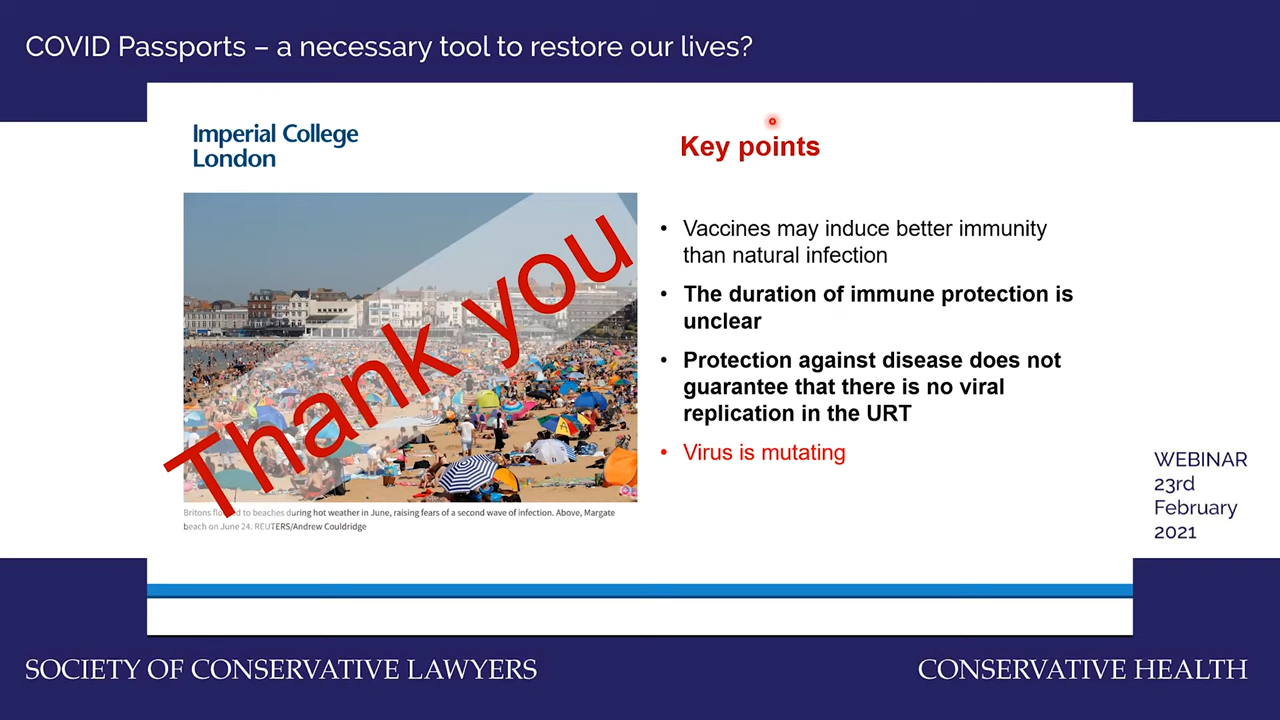 COVID Passports – a necessary tool to restore our lives?
Imperial College
London
Thank you
Britons flo d to beaches during hot weather in June, raising fears of a second wave of infection. Above, Margate
beach on June 24. REUTERS/Andrew Couldridge
Key points
• Vaccines may induce better immunity
than natural infection
• The duration of immune protection is
unclear
• Protection against disease does not
guarantee that there is no viral
replication in the URT
• Virus is mutating
WEBINAR
23rd
February
2021
SOCIETY OF CONSERVATIVE LAWYERS
CONSERVATIVE HEALTH